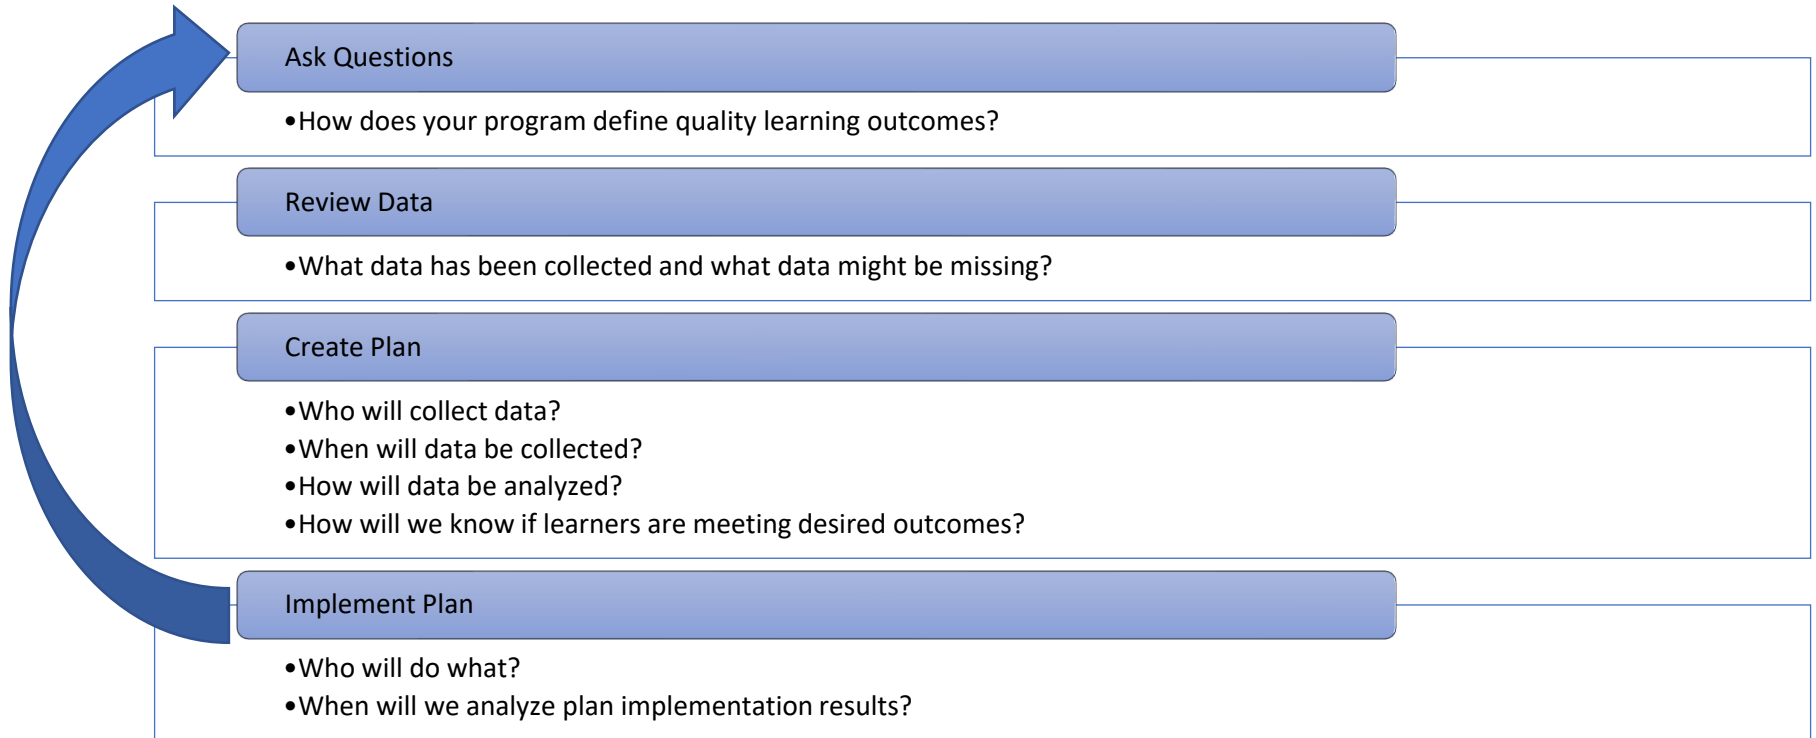 Ask Questions
•How does your program define quality learning outcomes?
Review Data
•What data has been collected and what data might be missing?
Create Plan
•Who will collect data?
•When will data be collected?
•How will data be analyzed?
•How will we know if learners are meeting desired outcomes?
Implement Plan
•Who will do what?
•When will we analyze plan implementation results?